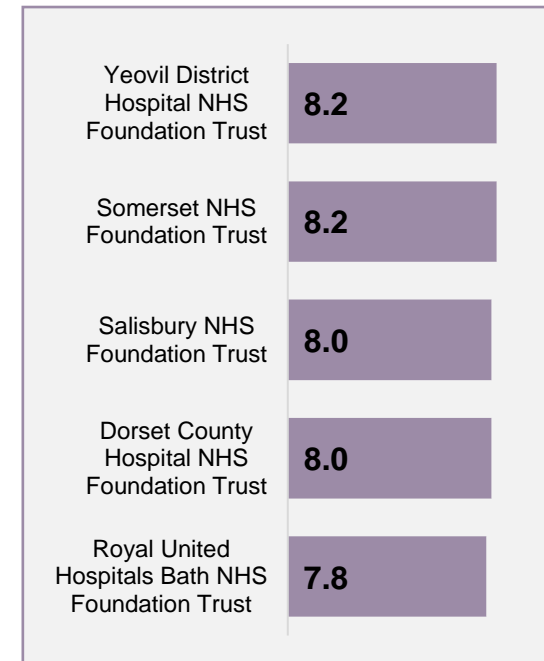 Yeovil District
Hospital NHS
Foundation Trust
8.2
Somerset NHS
Foundation Trust
8.2
Salisbury NHS
Foundation Trust
8.0
Dorset County
Hospital NHS
Foundation Trust
8.0
Royal United
Hospitals Bath NHS
Foundation Trust
7.8